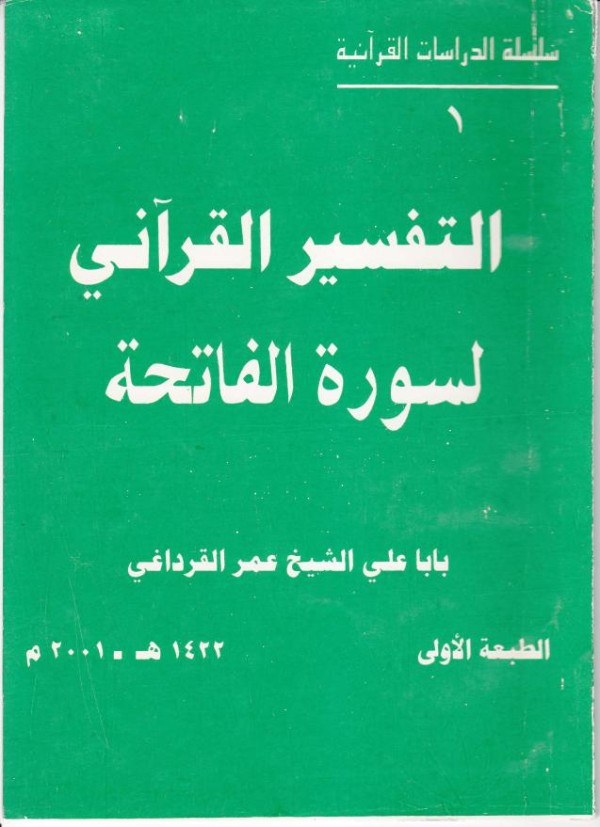 سلسلة الدراسات القرآنية
١
التفسير القرآني
لسورة الفاتحة
بابا علي الشيخ عمر القرداغي
الطبعة الأولى ١٤٢٢ هـ - ٢٠٠١ م